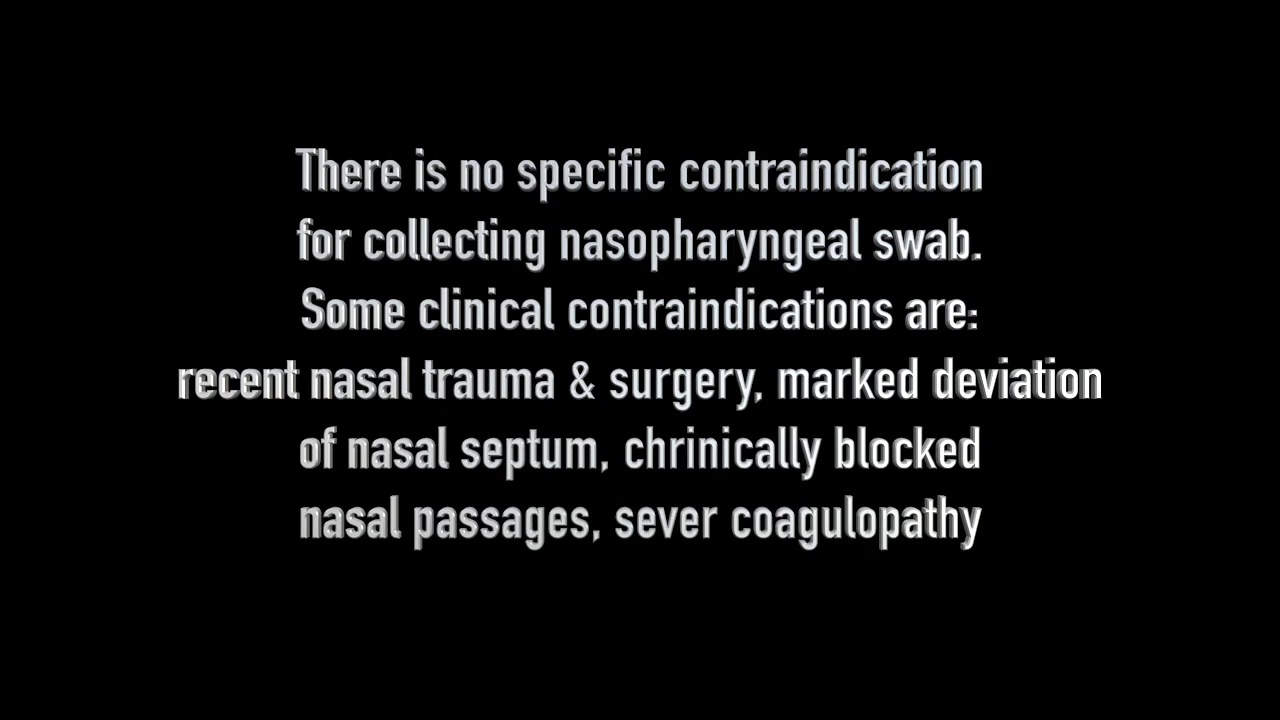 There is no specific contraindication
for collecting nasopharyngeal swab.
Some clinical contraindications are:
recent nasal trauma & surgery, marked deviation
of nasal septum, chrinically blocked
nasal passages, sever coagulopathy